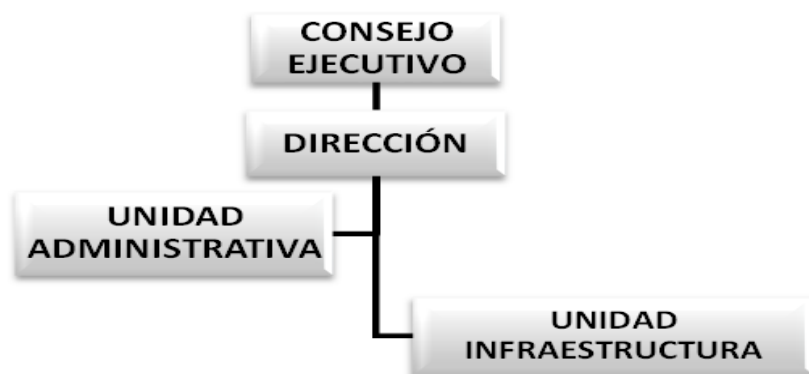 CONSEJO
EJECUTIVO
DIRECCIÓN
UNIDAD
ADMINISTRATIVA
UNIDAD
INFRAESTRUCTURA